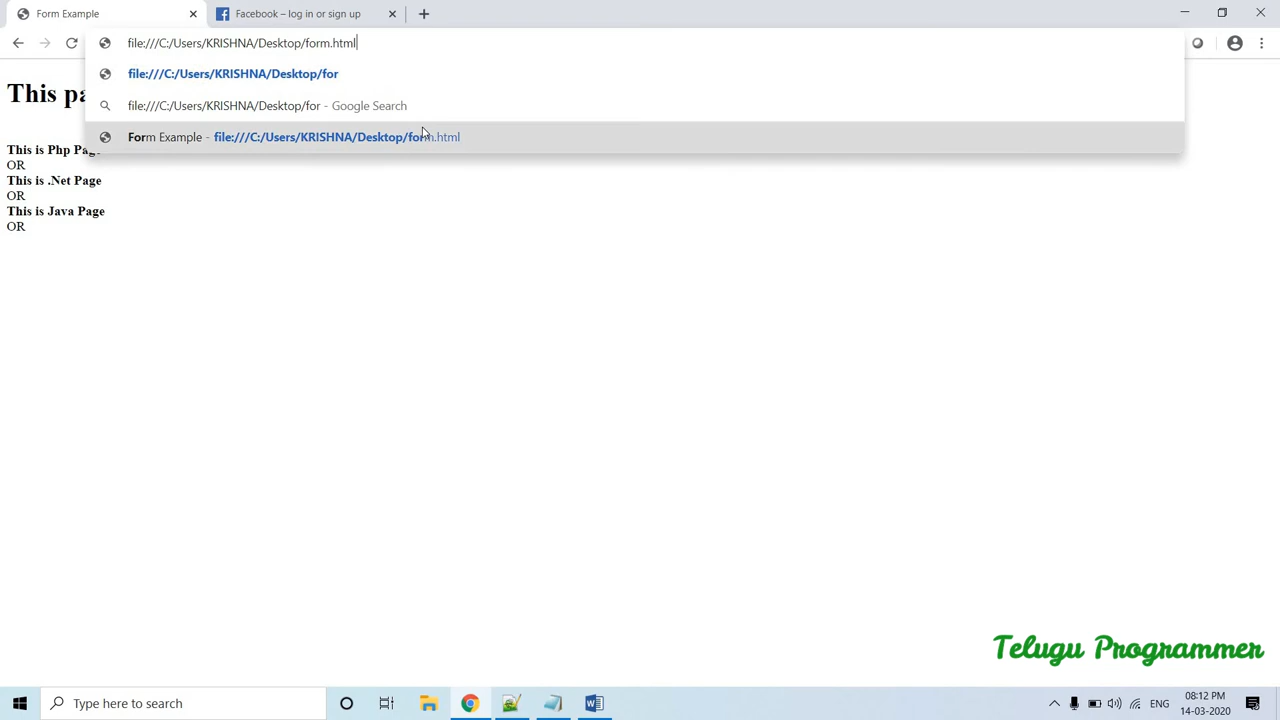 Form Example
Facebook – log in or sign up
file:///C:/Users/KRISHNA/Desktop/form.html
file:///C:/Users/KRISHNA/Desktop/for
file:///C:/Users/KRISHNA/Desktop/for - Google Search
Form Example - file:///C:/Users/KRISHNA/Desktop/form.html
This pa
This is Php Page
OR
This is .Net Page
OR
This is Java Page
OR
Telugu Programmer
Type here to search
ENG
08:12 PM
14-03-2020